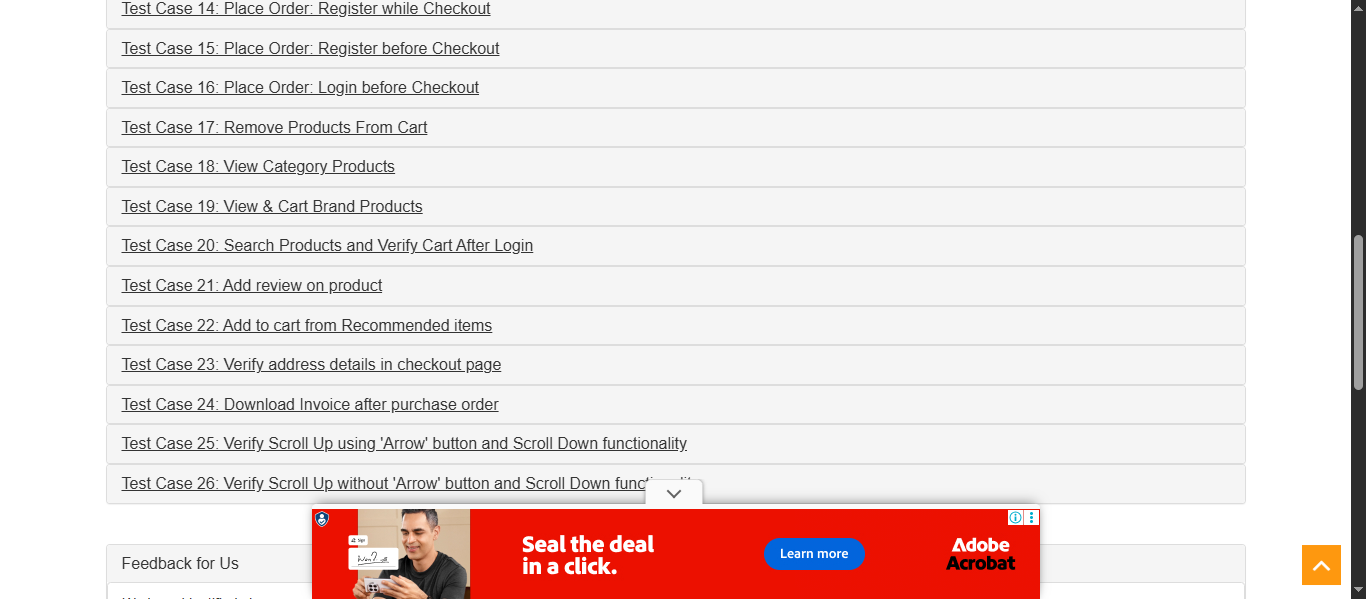 Test Case 14: Place Order: Register while Checkout
Test Case 15: Place Order: Register before Checkout
Test Case 16: Place Order: Login before Checkout
Test Case 17: Remove Products From Cart
Test Case 18: View Category Products
Test Case 19: View & Cart Brand Products
Test Case 20: Search Products and Verify Cart After Login
Test Case 21: Add review on product
Test Case 22: Add to cart from Recommended items
Test Case 23: Verify address details in checkout page
Test Case 24: Download Invoice after purchase order
Test Case 25: Verify Scroll Up using 'Arrow' button and Scroll Down functionality
Test Case 26: Verify Scroll Up without 'Arrow' button and Scroll Down
Seal the deal
in a click.
Learn more
Adobe
Acrobat
Feedback for Us